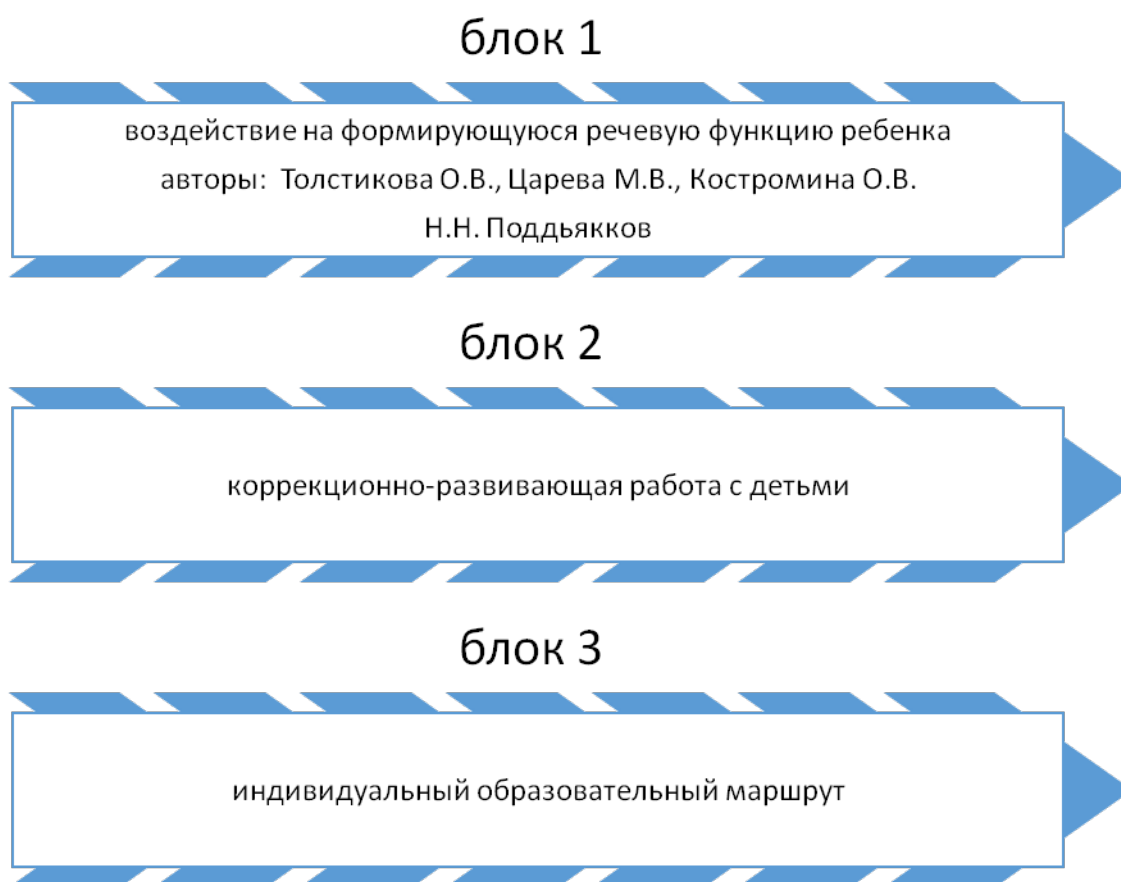 блок 1
воздействие на формирующуюся речевую функцию ребенка
авторы: Толстикова О.В., Царева М.В., Костромина О.В.
Н.Н. Поддьякков
блок 2
коррекционно-развивающая работа с детьми
блок 3
индивидуальный образовательный маршрут